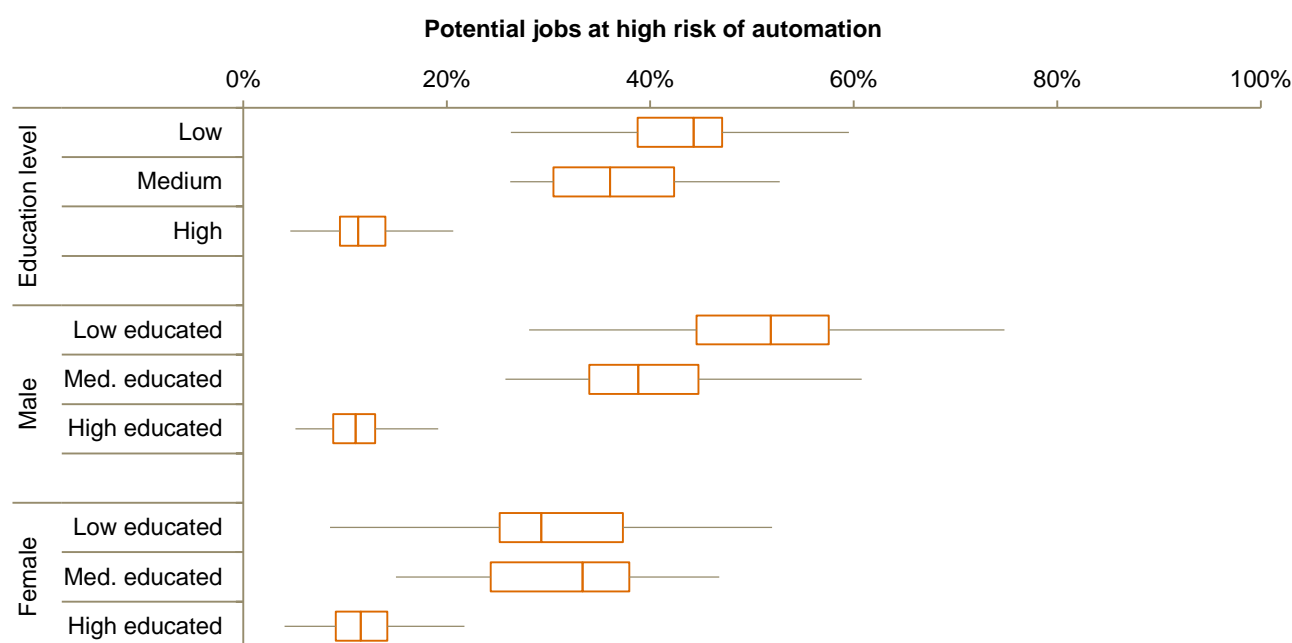 Potential jobs at high risk of automation
0% 20% 40% 60% 80% 100%
Education level
Low
Medium
High
Male
Low educated
Med. educated
High educated
Female
Low educated
Med. educated
High educated